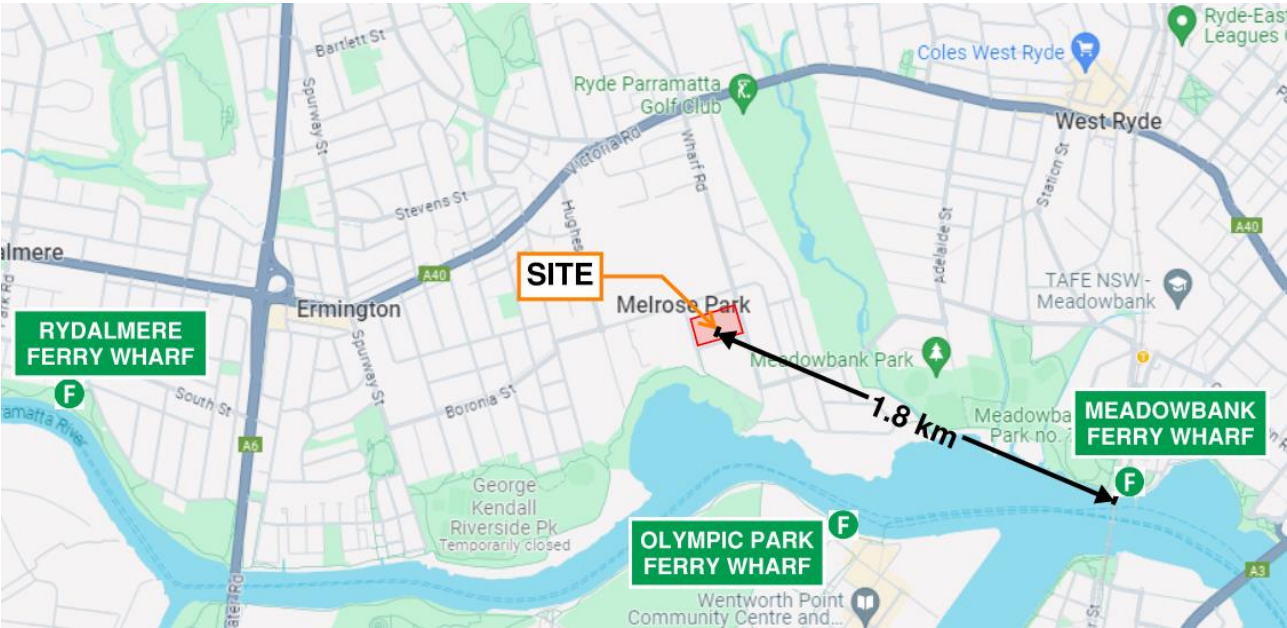 Ryde-Eas
Leagues
Bartlett St
Coles West Ryde
Spurway St
Ryde Parramatta
Golf Club
West Ryde
Victoria Rd
Wharf Rd
Station St
Stevens St
Hughes
Adelaide St
A40
almere
A40
SITE
TAFE NSW -
Meadowbank
Park Rd
Ermington
Melrose Park
RYDALMERE
FERRY WHARF
Spurway St
Meadowbank Park
F
South St
Boronia St
1.8 km
Meadowba
Park no.
MEADOWBANK
FERRY WHARF
amatta River
A6
F
George
Kendall
Riverside Pk
Temporarily closed
OLYMPIC PARK
FERRY WHARF
F
A3
Wentworth Point
Community Centre and...
ater Rd